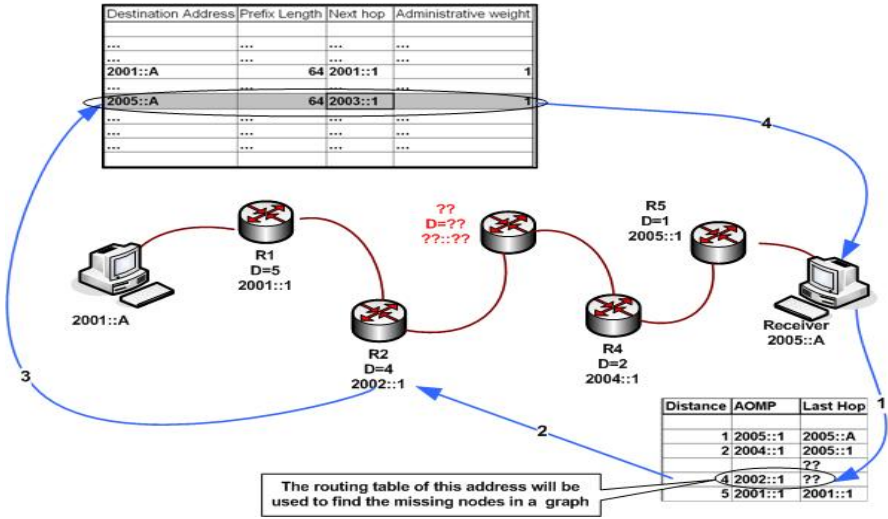 Destination Address Prefix Length Next hop Administrative weight
... ... ... ...
... ... ... ...
2001::A 64 2001::1 1
... ... ... ...
2005::A 64 2003::1 1
... ... ... ...
... ... ... ...
... ... ... ...
4
??
D=??
??::??
R5
D=1
2005::1
R1
D=5
2001::1
2001::A
R2
D=4
2002::1
R4
D=2
2004::1
Receiver
2005::A
3
2
1
Distance AOMP Last Hop
1 2005::1 2005::A
2 2004::1 2005::1
??
4 2002::1 ??
5 2001::1 2001::1
The routing table of this address will be
used to find the missing nodes in a graph